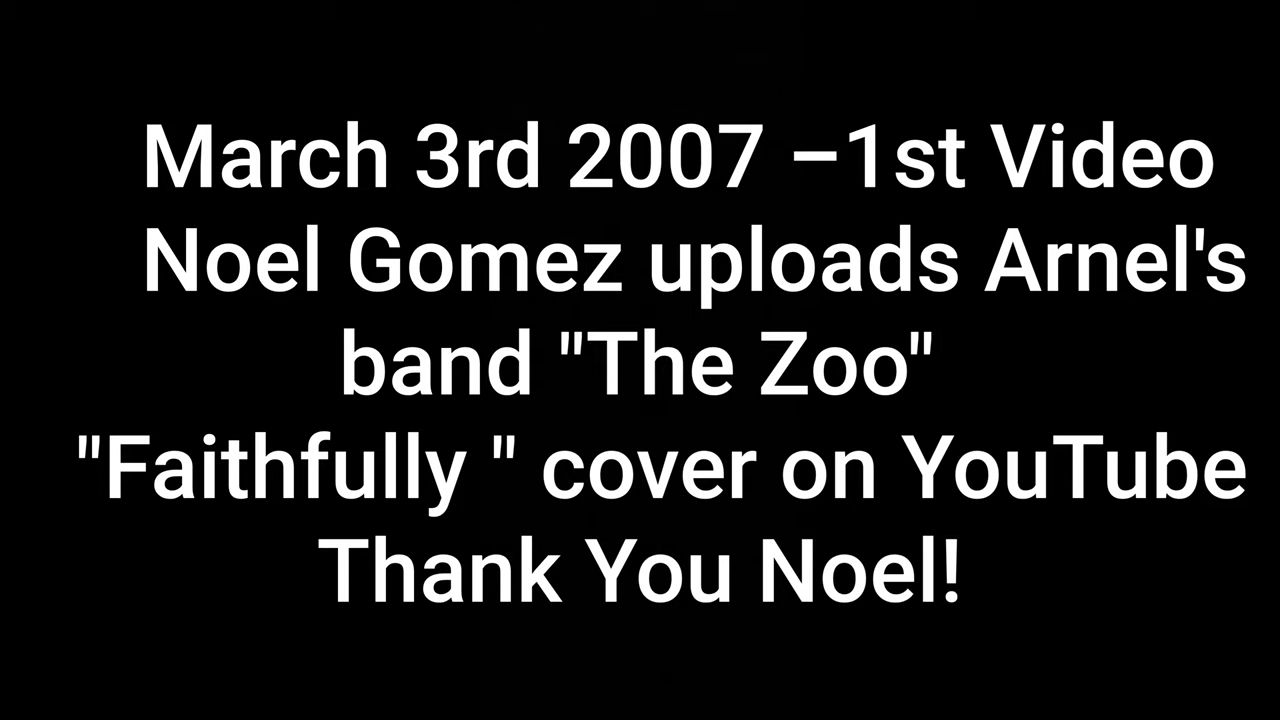 March 3rd 2007 –1st Video
Noel Gomez uploads Arnel's
band "The Zoo"
"Faithfully " cover on YouTube
Thank You Noel!